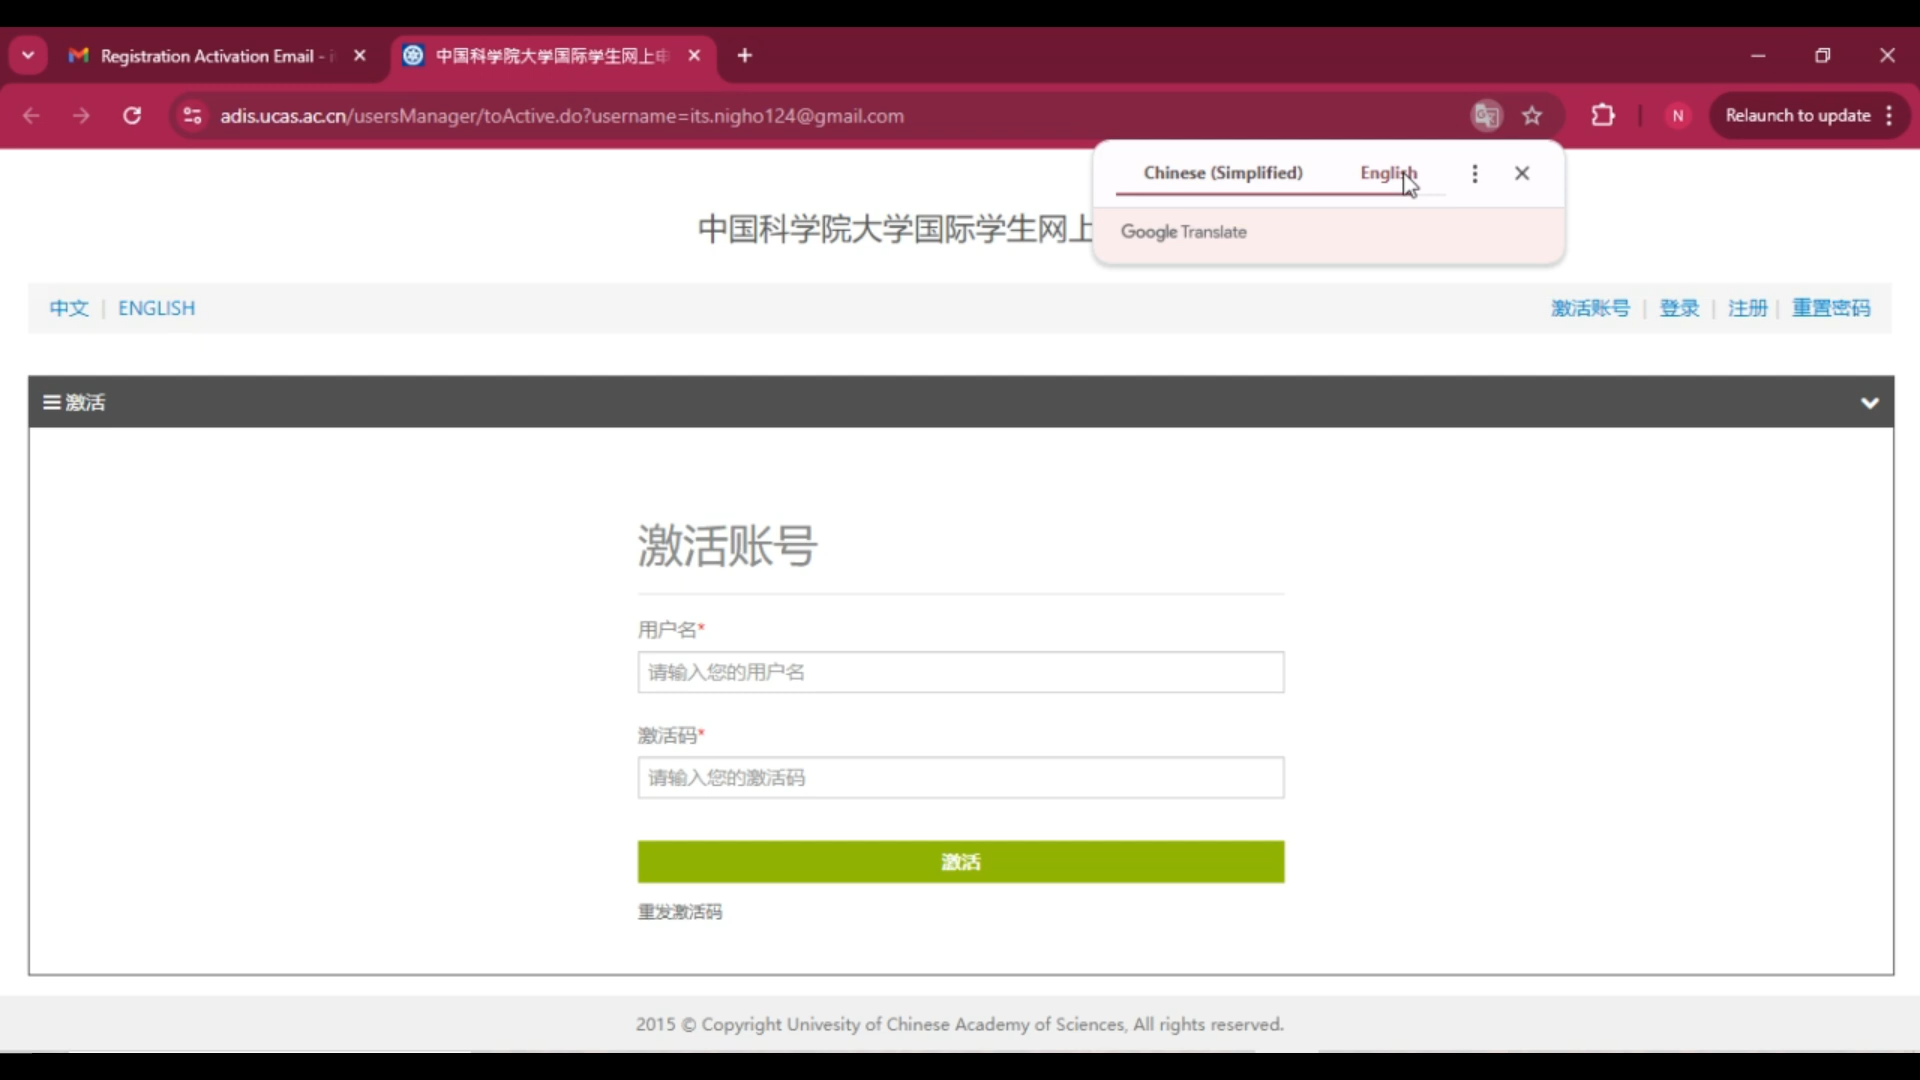 Registration Activation Email -
中国科学院大学国际学生网上申
adis.ucas.ac.cn/usersManager/toActive.do?username=its.nigho124@gmail.com
N
Relaunch to update
Chinese (Simplified)
English
Google Translate
中国科学院大学国际学生网上
中文 | ENGLISH
激活账号 | 登录 | 注册 | 重置密码
激活
激活账号
用户名*
请输入您的用户名
激活码*
请输入您的激活码
激活
重发激活码
2015 © Copyright Univesity of Chinese Academy of Sciences, All rights reserved.